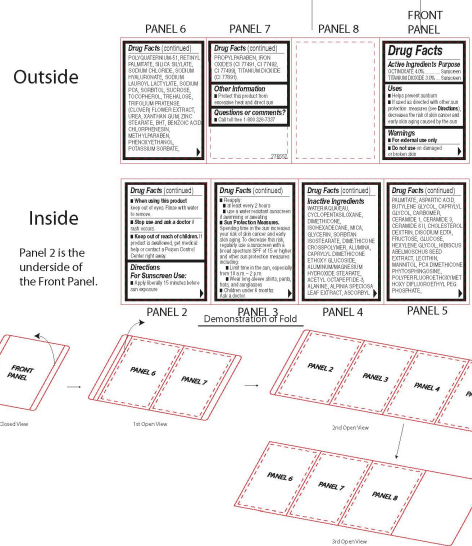 PANEL 6
PANEL 7
PANEL 8
FRONT
PANEL
Outside
Drug Facts (continued)
POLYQUATERNIUM-51, RETINYL
PALMITATE, SILICA SILYLATE,
SODIUM CHLORIDE, SODIUM
HYALURONATE, SODIUM
LAUROYL LACTYLATE, SODIUM
PCA, SORBITOL, SUCROSE,
TOCOPHEROL, TREHALOSE,
TRIFOLIUM PRATENSE
(CLOVER) FLOWER EXTRACT,
UREA, XANTHAN GUM, ZINC
STEARATE, BHT, BENZOIC ACID,
CHLORPHENESIN,
METHYLPARABEN,
PHENOXYETHANOL,
POTASSIUM SORBATE,
Drug Facts (continued)
PROPYLPARABEN, IRON
OXIDES (CI 77491, CI 77492,
CI 77499), TITANIUM DIOXIDE
(CI 77891).
Other Information
■ Protect this product from
excessive heat and direct sun
Questions or comments?
■ Call toll free 1-800-326-7337
Drug Facts
Active Ingredients Purpose
OCTINOXATE 4.0% Sunscreen
TITANIUM DIOXIDE 3.0% Sunscreen
Uses
■ Helps prevent sunburn
■ If used as directed with other sun
protection measures (see Directions),
decreases the risk of skin cancer and
early skin aging caused by the sun
Warnings
■ For external use only
■ Do not use on damaged
or broken skin
Inside
Panel 2 is the
underside of
the Front Panel.
Drug Facts (continued)
■ When using this product
keep out of eyes. Rinse with water
to remove.
■ Stop use and ask a doctor if
rash occurs.
■ Keep out of reach of children. If
product is swallowed, get medical
help or contact a Poison Control
Center right away.
Directions
For Sunscreen Use:
■ Apply liberally 15 minutes before
sun exposure
Drug Facts (continued)
■ Reapply:
■ at least every 2 hours
■ use a water resistant sunscreen
if swimming or sweating
■ Sun Protection Measures.
Spending time in the sun increases
your risk of skin cancer and early
skin aging. To decrease this risk,
regularly use a sunscreen with a
broad spectrum SPF of 15 or higher
and other sun protection measures
including:
■ Limit time in the sun, especially
from 10 a.m. – 2 p.m.
■ Wear long-sleeve shirts, pants,
hats, and sunglasses
■ Children under 6 months:
Ask a doctor.
Drug Facts (continued)
Inactive Ingredients
WATER\AQUA\EAU,
CYCLOPENTASILOXANE,
DIMETHICONE,
ISOHEXADECANE, MICA,
GLYCERIN, SORBITAN
ISOSTEARATE, DIMETHICONE
CROSSPOLYMER, ALUMINA,
CAPRYLYL DIMETHICONE
ETHOXY GLUCOSIDE,
ALUMINUM/MAGNESIUM
HYDROXIDE STEARATE,
ACETYL OCTAPEPTIDE-3,
ALANINE, ALPINIA SPECIOSA
LEAF EXTRACT, ASCORBYL
Drug Facts (continued)
PALMITATE, ASPARTIC ACID,
BUTYLENE GLYCOL, CAPRYLYL
GLYCOL, CARBOMER,
CERAMIDE 1, CERAMIDE 3,
CERAMIDE 6 II, CHOLESTEROL,
DEXTRIN, DISODIUM EDTA,
FRUCTOSE, GLUCOSE,
HEXYLENE GLYCOL, HIBISCUS
ABELMOSCHUS SEED
EXTRACT, LECITHIN,
MANNITOL, PCA DIMETHICONE,
PHYTOSPHINGOSINE,
POLYPERFLUOROETHOXYMET
HOXY DIFLUOROETHYL PEG
PHOSPHATE,
PANEL 2
PANEL 3
PANEL 4
PANEL 5
Demonstration of Fold
FRONT
PANEL
Closed View
PANEL 6
PANEL 7
1st Open View
PANEL 2
PANEL 3
PANEL 4
2nd Open View
PANEL 6
PANEL 7
PANEL 8
3rd Open View